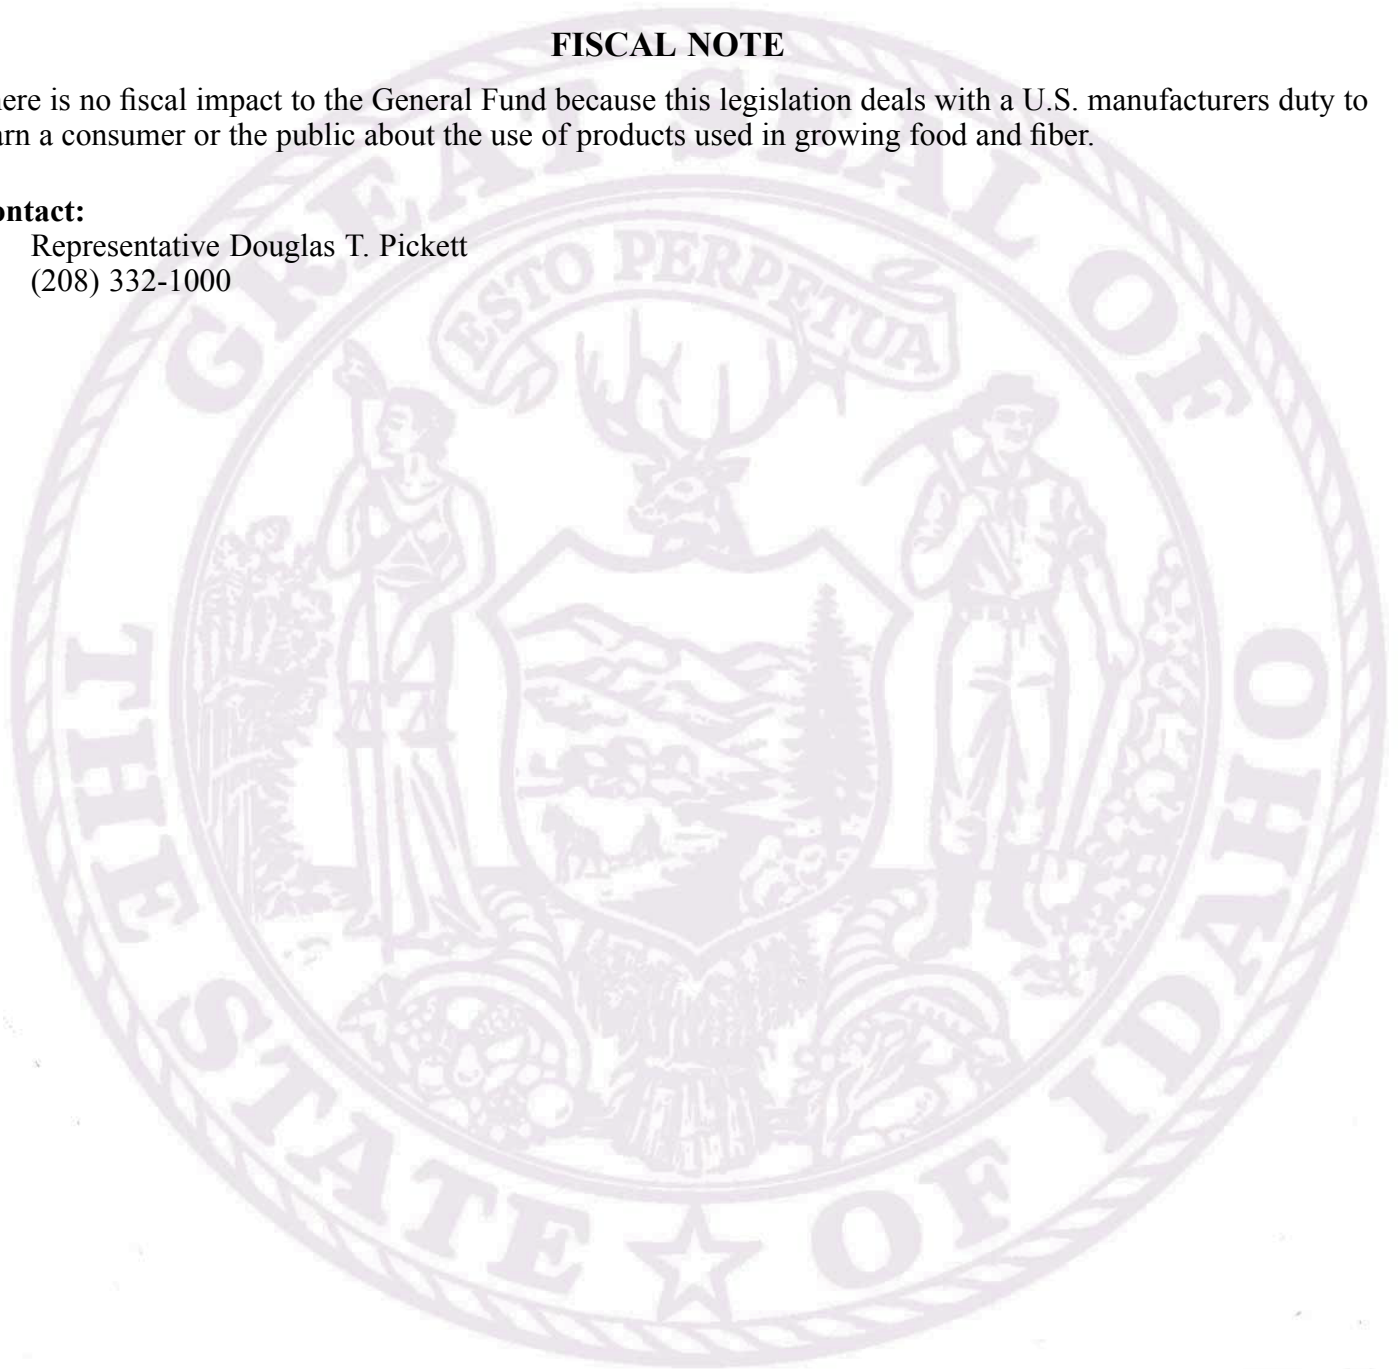 FISCAL NOTE
here is no fiscal impact to the General Fund because this legislation deals with a U.S. manufacturers duty to
arn a consumer or the public about the use of products used in growing food and fiber.
ontact:
Representative Douglas T. Pickett
(208) 332-1000
GREAT SEAL OF
ESTO PERPETUA
THE STATE OF IDAHO